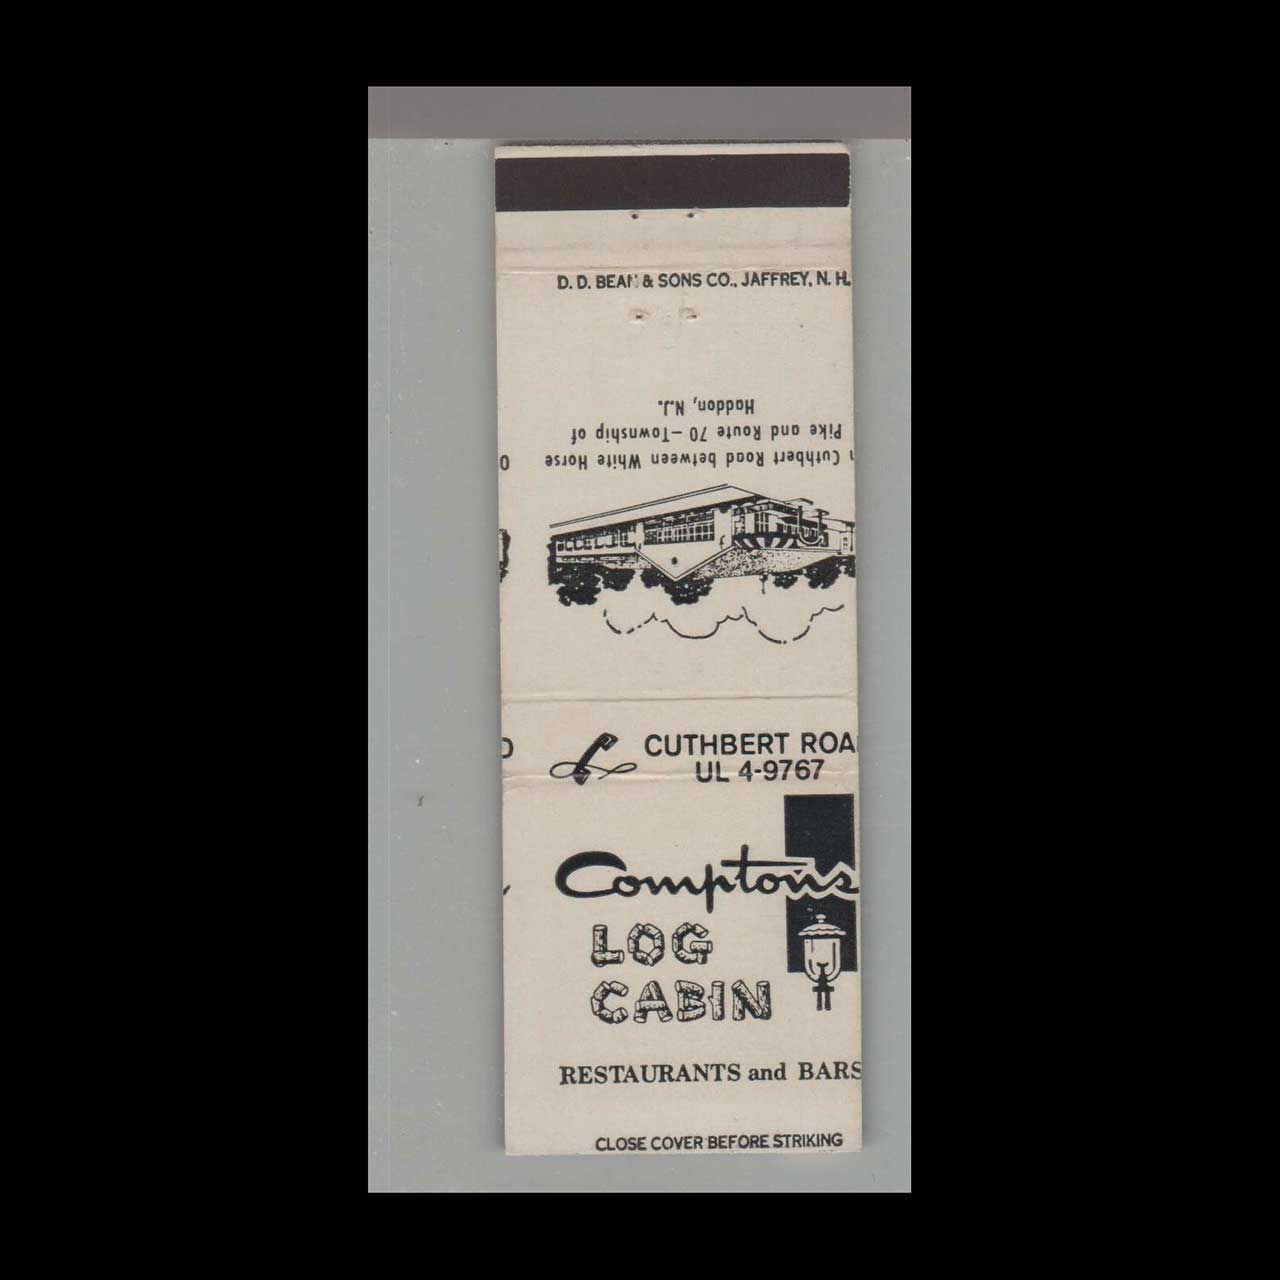 D. D. BEAN & SONS CO., JAFFREY, N. H.
n Cuthbert Road between White Horse
Pike and Route 70—Township of
Haddon, N.J.
O
D
CUTHBERT ROA
UL 4-9767
Comptons
LOG
CABIN
RESTAURANTS and BARS
CLOSE COVER BEFORE STRIKING